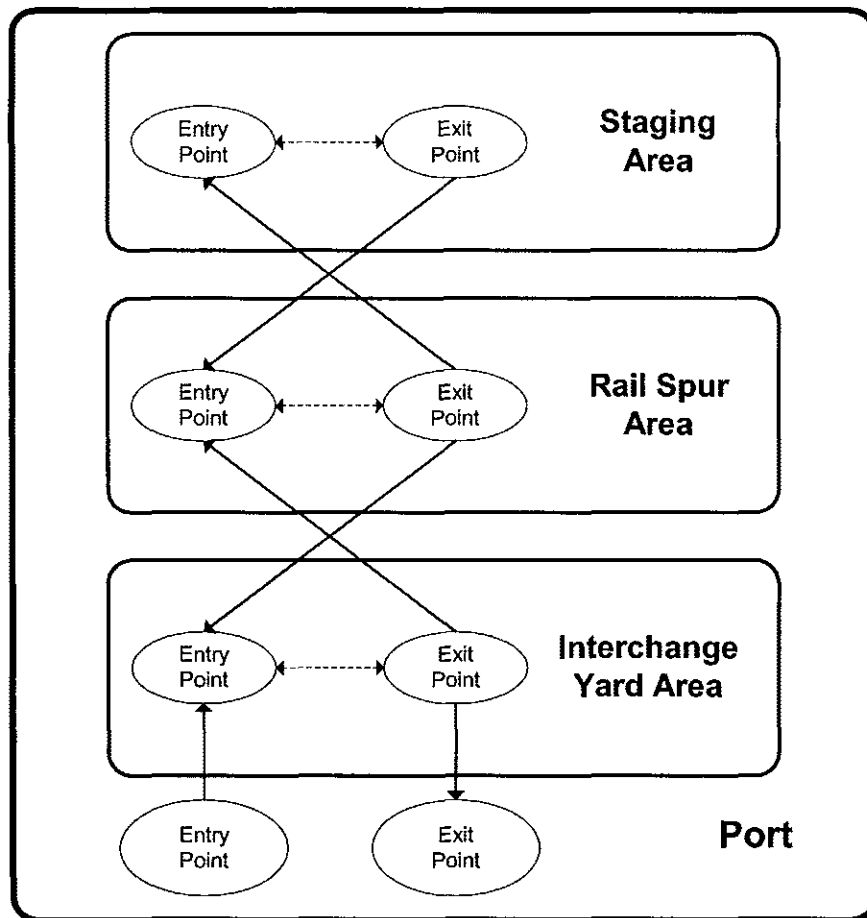 Entry
Point
Exit
Point
Staging
Area
Entry
Point
Exit
Point
Rail Spur
Area
Entry
Point
Exit
Point
Interchange
Yard Area
Entry
Point
Exit
Point
Port